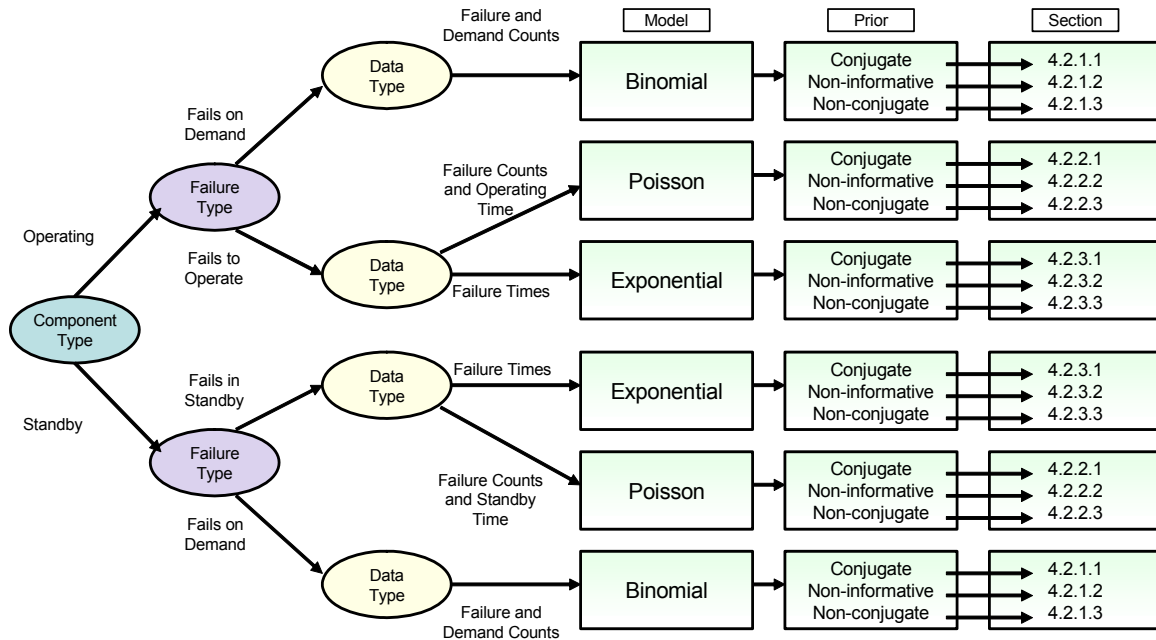 Model
Prior
Section
Failure and
Demand Counts
Data
Type
Binomial
Conjugate
Non-informative
Non-conjugate
4.2.1.1
4.2.1.2
4.2.1.3
Fails on
Demand
Failure
Type
Failure Counts
and Operating
Time
Poisson
Conjugate
Non-informative
Non-conjugate
4.2.2.1
4.2.2.2
4.2.2.3
Operating
Fails to
Operate
Data
Type
Failure Times
Exponential
Conjugate
Non-informative
Non-conjugate
4.2.3.1
4.2.3.2
4.2.3.3
Component
Type
Standby
Fails in
Standby
Data
Type
Failure Times
Exponential
Conjugate
Non-informative
Non-conjugate
4.2.3.1
4.2.3.2
4.2.3.3
Failure
Type
Failure Counts
and Standby
Time
Poisson
Conjugate
Non-informative
Non-conjugate
4.2.2.1
4.2.2.2
4.2.2.3
Fails on
Demand
Data
Type
Failure and
Demand Counts
Binomial
Conjugate
Non-informative
Non-conjugate
4.2.1.1
4.2.1.2
4.2.1.3